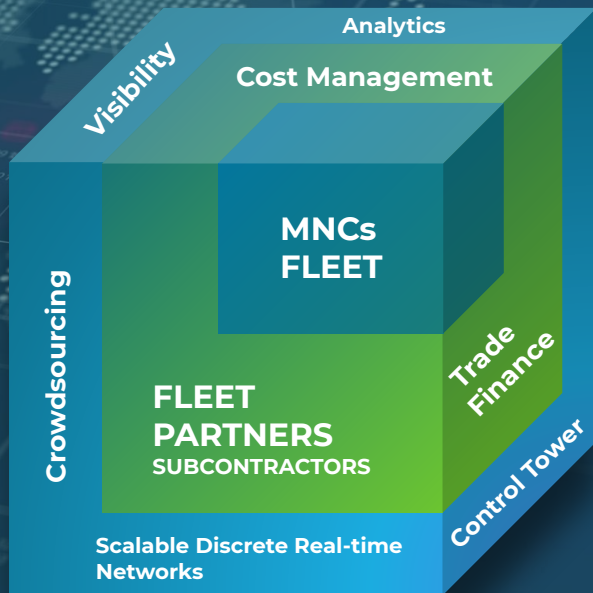 Analytics
Visibility
Cost Management
MNCs
FLEET
Crowdsourcing
Trade
Finance
FLEET
PARTNERS
SUBCONTRACTORS
Control Tower
Scalable Discrete Real-time
Networks